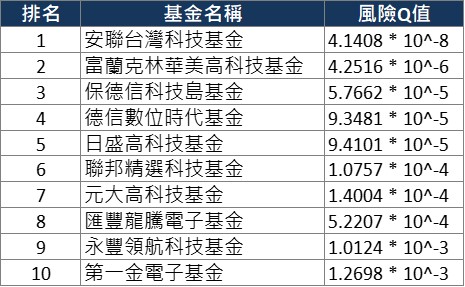 排名 基金名稱 風險Q值
1 安聯台灣科技基金 4.1408 * 10^-8
2 富蘭克林華美高科技基金 4.2516 * 10^-6
3 保德信科技島基金 5.7662 * 10^-5
4 德信數位時代基金 9.3481 * 10^-5
5 日盛高科技基金 9.4101 * 10^-5
6 聯邦精選科技基金 1.0757 * 10^-4
7 元大高科技基金 1.4004 * 10^-4
8 匯豐龍騰電子基金 5.2207 * 10^-4
9 永豐領航科技基金 1.0124 * 10^-3
10 第一金電子基金 1.2698 * 10^-3